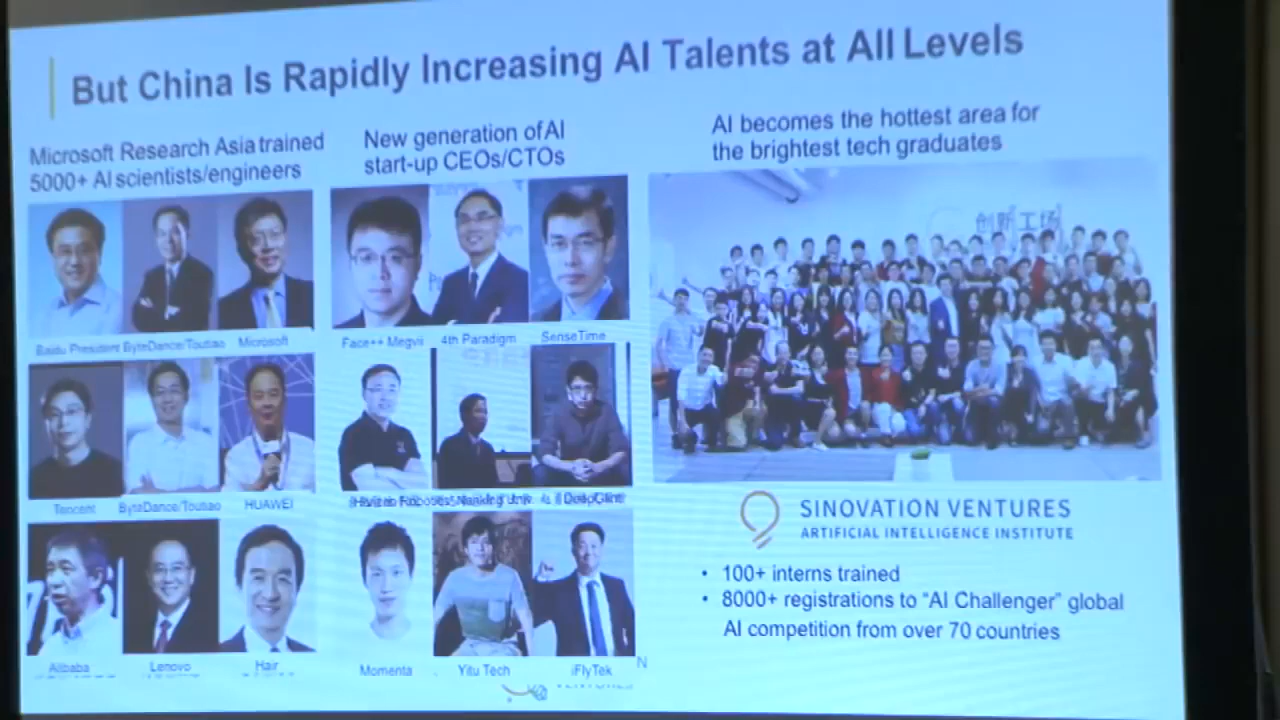 But China Is Rapidly Increasing AI Talents at All Levels
Microsoft Research Asia trained
5000+ AI scientists/engineers
New generation of AI
start-up CEOs/CTOs
AI becomes the hottest area for
the brightest tech graduates
创新工场
Baidu President ByteDance/Toutiao Microsoft
Face++ Megvii 4th Paradigm SenseTime
Tencent ByteDance/Toutiao HUAWEI
Alibaba Lenovo Hair
Momenta Yitu Tech iFlyTek
N
SINOVATION VENTURES
ARTIFICIAL INTELLIGENCE INSTITUTE
• 100+ interns trained
• 8000+ registrations to “AI Challenger” global
AI competition from over 70 countries